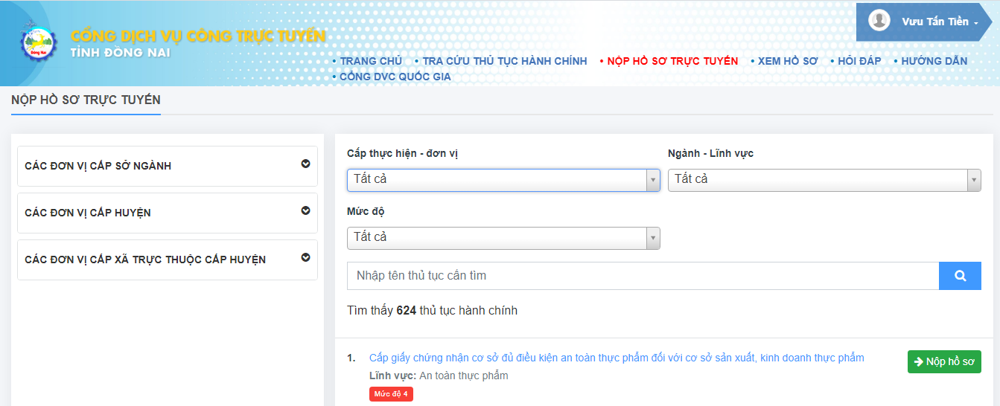 Vưu Tấn Tiền
Đồng Nai
CỔNG DỊCH VỤ CÔNG TRỰC TUYẾN
TỈNH ĐỒNG NAI
• TRANG CHỦ • TRA CỨU THỦ TỤC HÀNH CHÍNH • NỘP HỒ SƠ TRỰC TUYẾN • XEM HỒ SƠ • HỎI ĐÁP • HƯỚNG DẪN
• CỔNG DVC QUỐC GIA
NỘP HỒ SƠ TRỰC TUYẾN
CÁC ĐƠN VỊ CẤP SỞ NGÀNH
CÁC ĐƠN VỊ CẤP HUYỆN
CÁC ĐƠN VỊ CẤP XÃ TRỰC THUỘC CẤP HUYỆN
Cấp thực hiện - đơn vị
Tất cả
Ngành - Lĩnh vực
Tất cả
Mức độ
Tất cả
Nhập tên thủ tục cần tìm
Tìm thấy 624 thủ tục hành chính
1. Cấp giấy chứng nhận cơ sở đủ điều kiện an toàn thực phẩm đối với cơ sở sản xuất, kinh doanh thực phẩm
Lĩnh vực: An toàn thực phẩm
Mức độ 4
Nộp hồ sơ